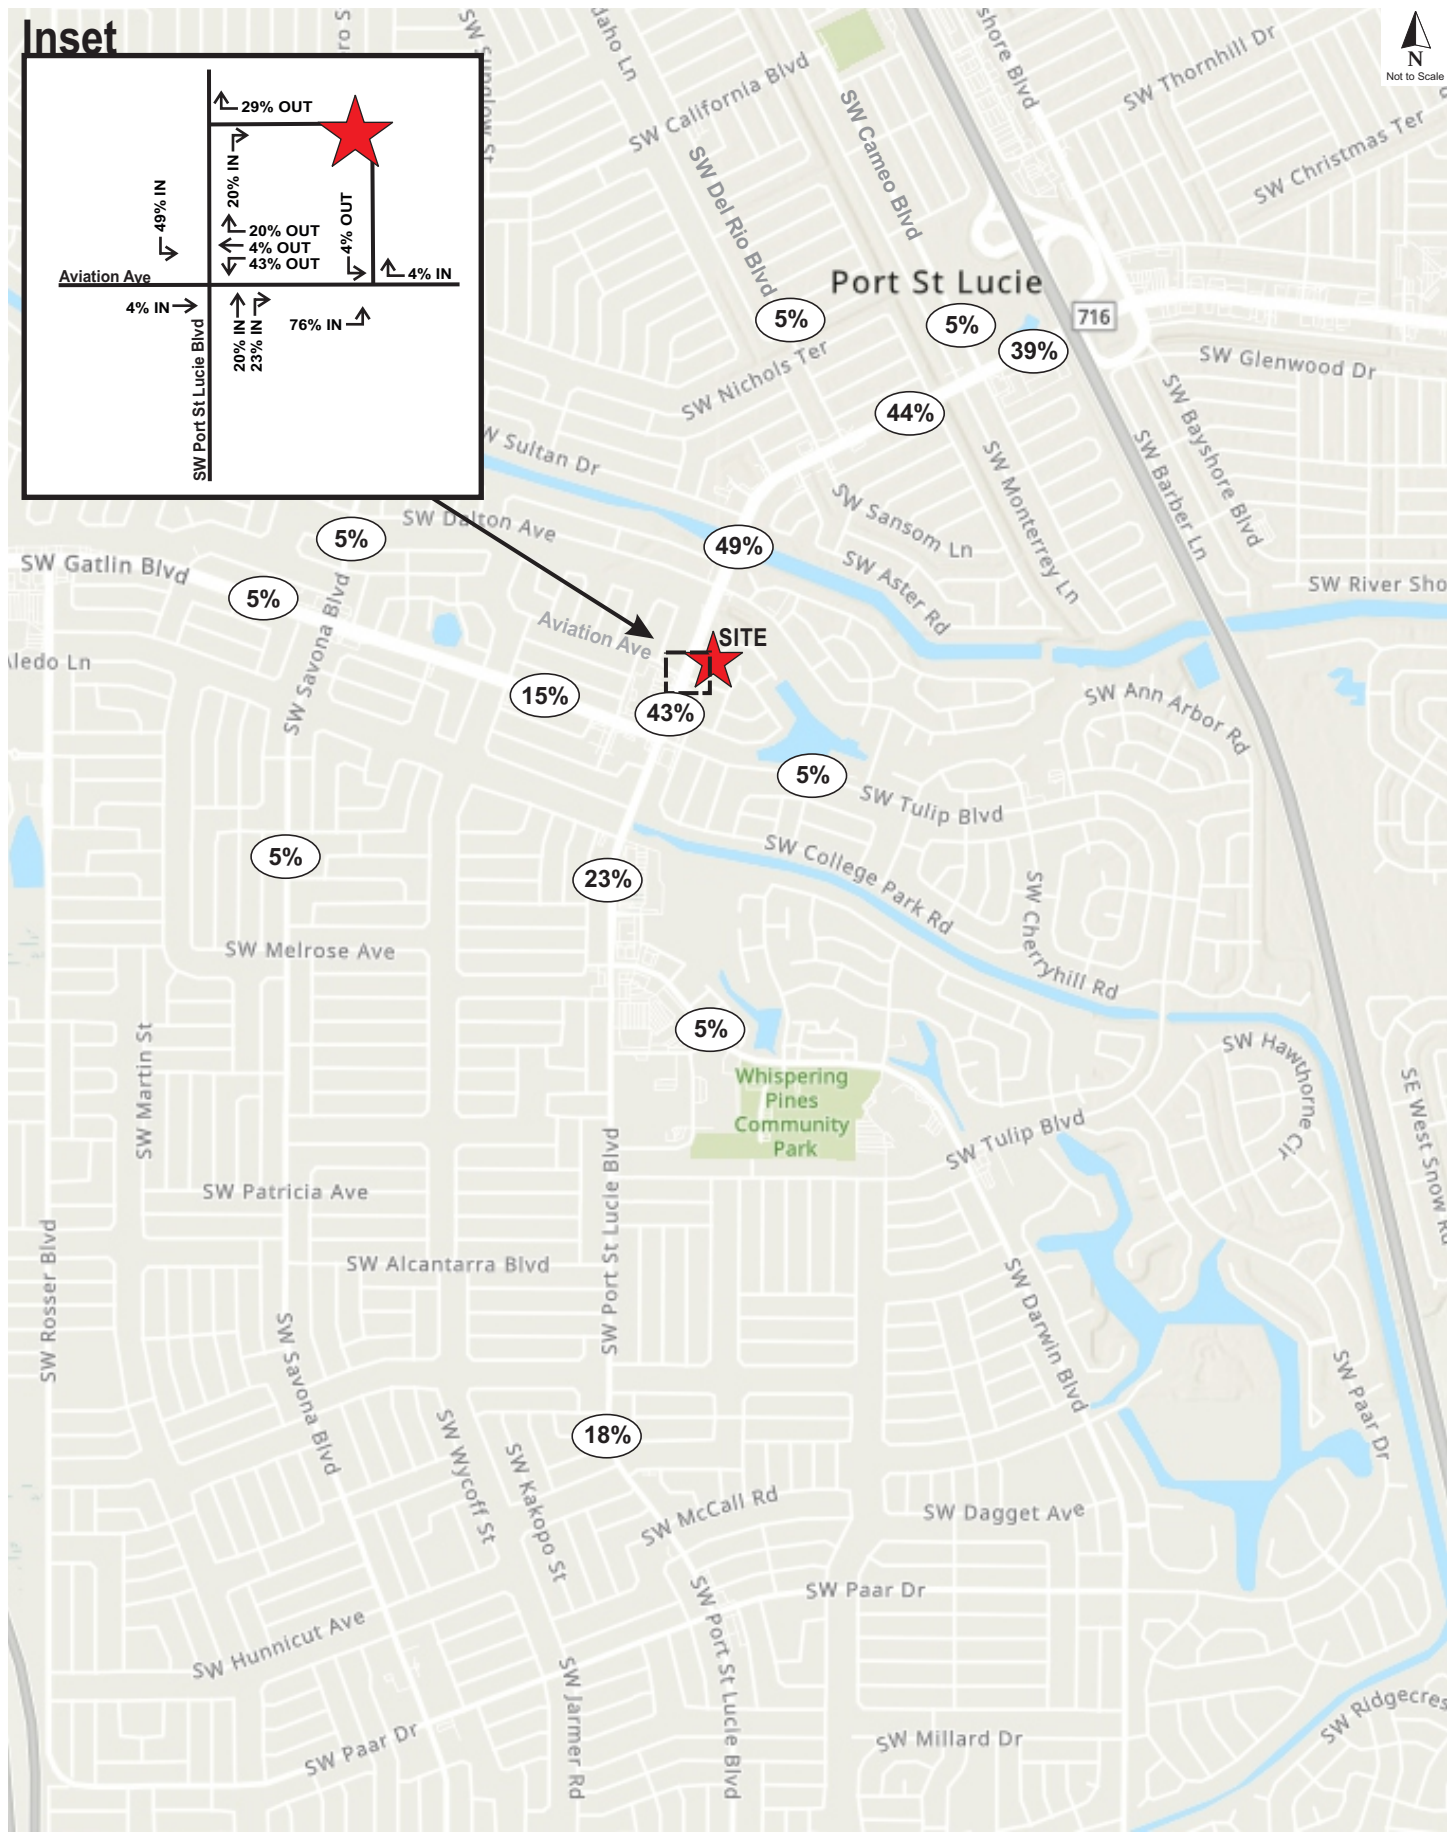 Inset
29% OUT
20% IN
49% IN
4% OUT
20% OUT
4% OUT
43% OUT
4% IN
Aviation Ave
4% IN
20% IN
23% IN
76% IN
SW Port St Lucie Blvd
N
Not to Scale
SW Thornhill Dr
SW Christmas Ter
SW California Blvd
SW Cameo Blvd
SW Del Rio Blvd
Port St Lucie
716
5%
5%
39%
SW Nichols Ter
44%
SW Glenwood Dr
SW Bayshore Blvd
SW Barber Ln
SW Monterrey Ln
SW Sansom Ln
SW Aster Rd
Sultan Dr
SW Dalton Ave
SW Gatlin Blvd
5%
5%
49%
SW River Sho
Aviation Ave
SITE
SW Savona Blvd
15%
43%
SW Ann Arbor Rd
5%
SW Tulip Blvd
SW College Park Rd
5%
23%
SW Cherryhill Rd
SW Melrose Ave
5%
SW Martin St
Whispering
Pines
Community
Park
SW Hawthorne Cir
SE West Snow Rd
SW Tulip Blvd
SW Port St Lucie Blvd
SW Patricia Ave
SW Rosser Blvd
SW Alcantarra Blvd
SW Darwin Blvd
SW Savona Blvd
SW Paar Dr
18%
SW Wycoff St
SW Kakopo St
SW McCall Rd
SW Dagget Ave
SW Paar Dr
SW Port St Lucie Blvd
SW Hunnicut Ave
SW Jarmer Rd
SW Paar Dr
SW Millard Dr
SW Ridgecres